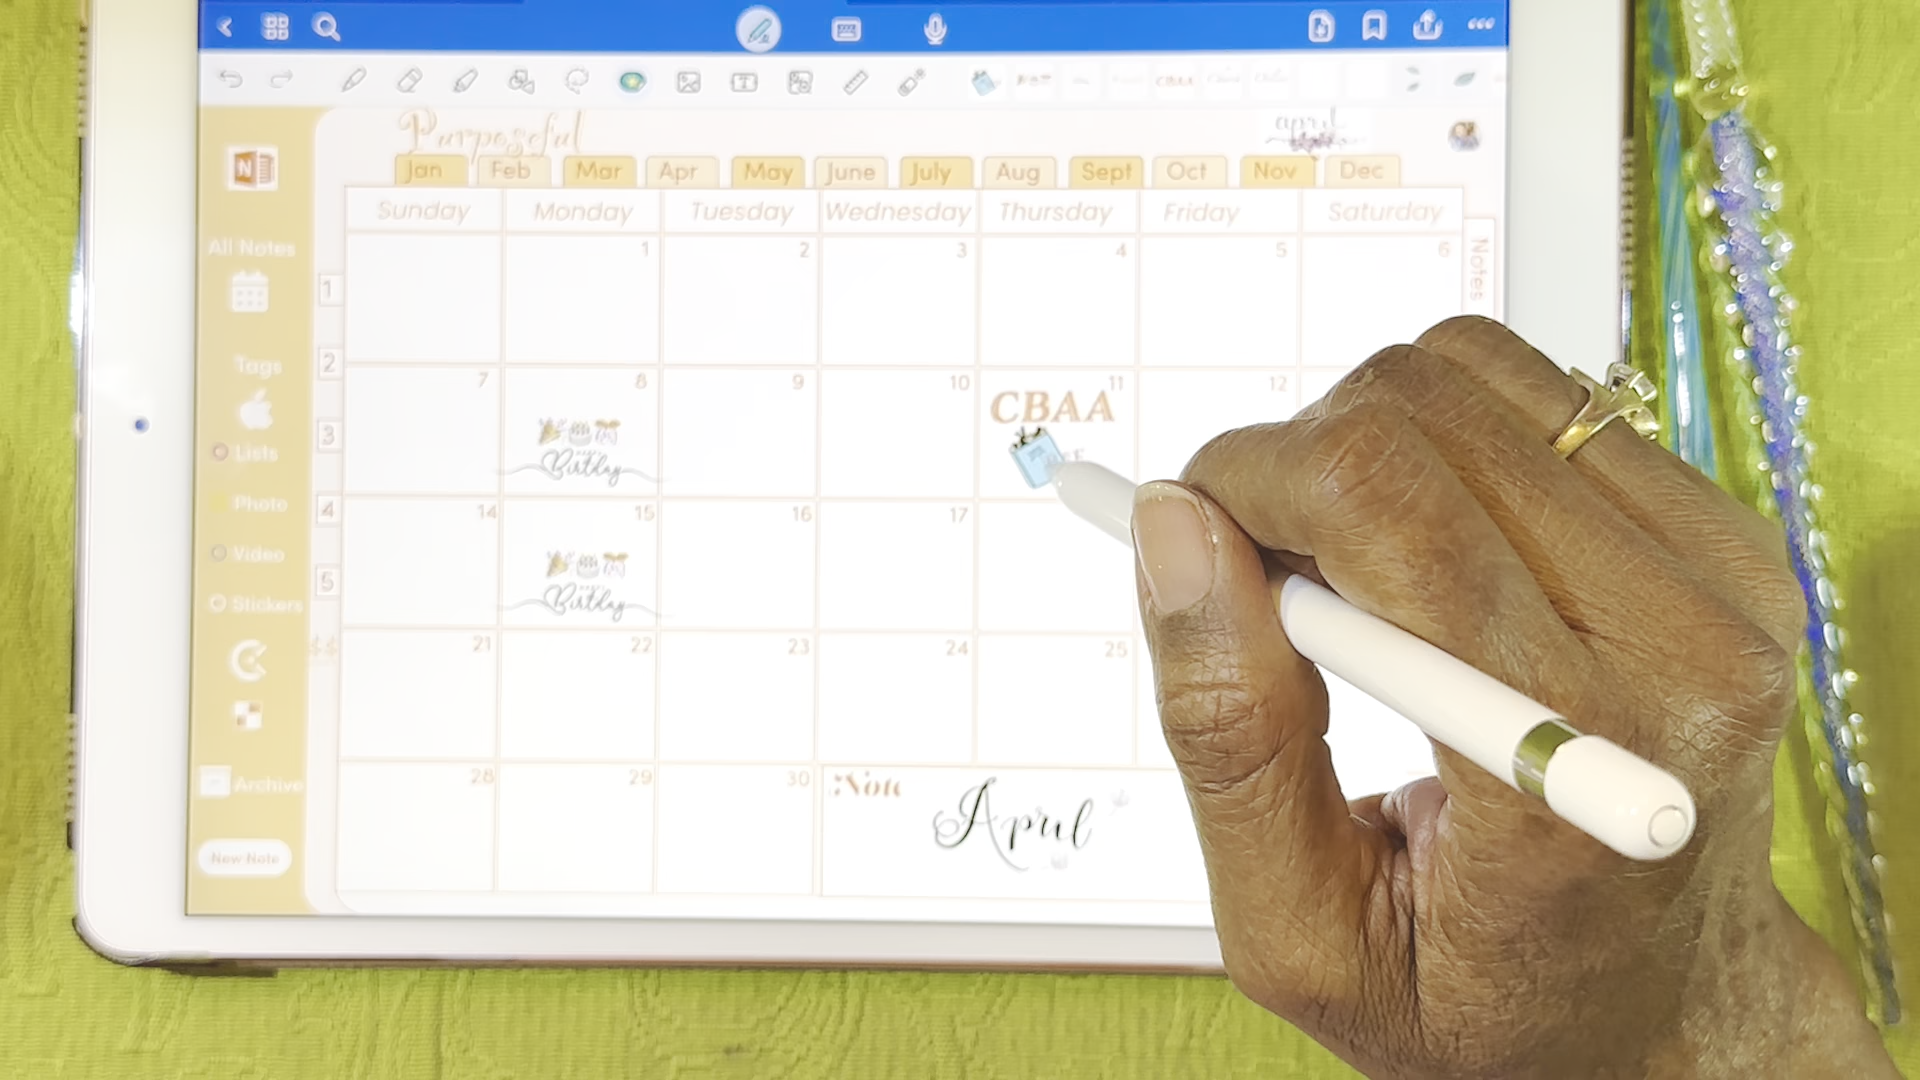 CBAA
Purposeful
april
Jan Feb Mar Apr May June July Aug Sept Oct Nov Dec
Sunday Monday Tuesday Wednesday Thursday Friday Saturday
Notes
1 2 3 4 5 6
7 8 9 10 11 12
14 15 16 17
21 22 23 24 25
28 29 30
CBAA
Birthday
Birthday
Note
April
N
All Notes
Tags
Lists
Photo
Video
Stickers
Archive
New Note
1
2
3
4
5
$$